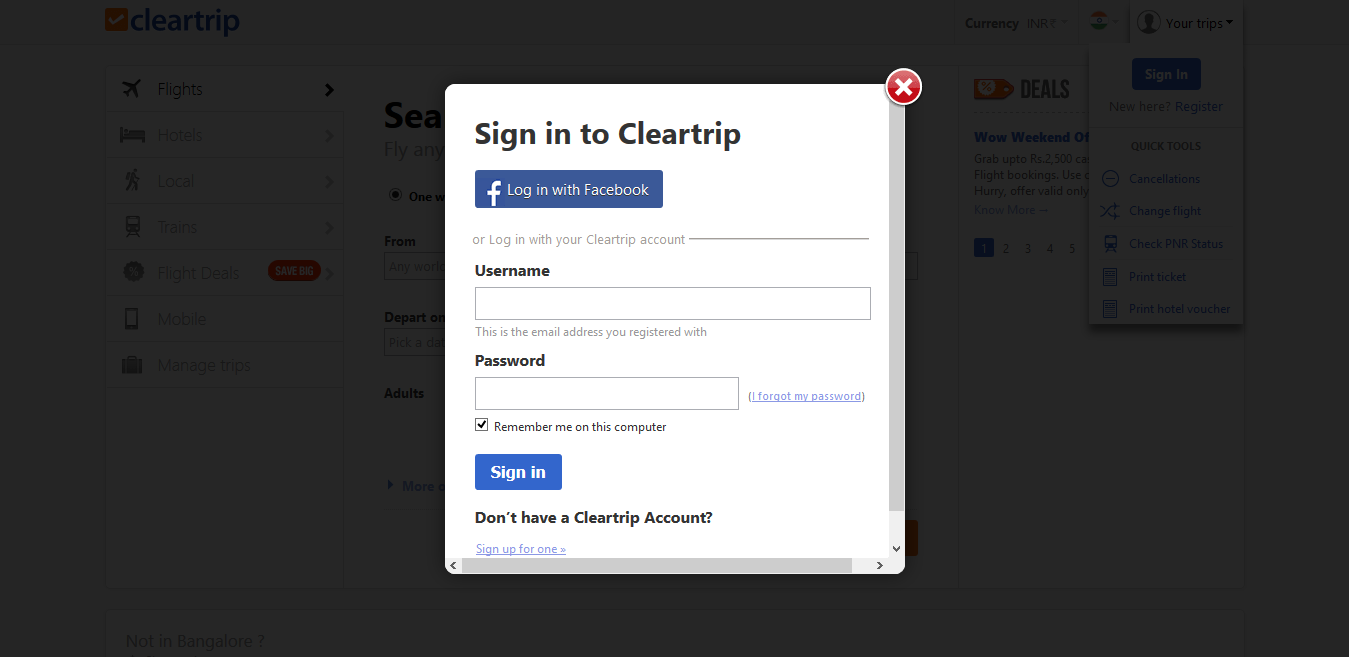 cleartrip
Currency INR₹
Your trips
Flights
Hotels
Local
Trains
Flight Deals SAVE BIG
Mobile
Manage trips
Sea
Fly any
One w
From
Any worl
Depart on
Pick a dat
Adults
More o
Sign in to Cleartrip
Log in with Facebook
or Log in with your Cleartrip account
Username
This is the email address you registered with
Password
(I forgot my password)
Remember me on this computer
Sign in
Don't have a Cleartrip Account?
Sign up for one »
DEALS
Wow Weekend Of
Grab upto Rs.2,500 ca
Flight bookings. Use c
Hurry, offer valid only
Know More →
1 2 3 4 5
Sign In
New here? Register
QUICK TOOLS
Cancellations
Change flight
Check PNR Status
Print ticket
Print hotel voucher
Not in Bangalore ?